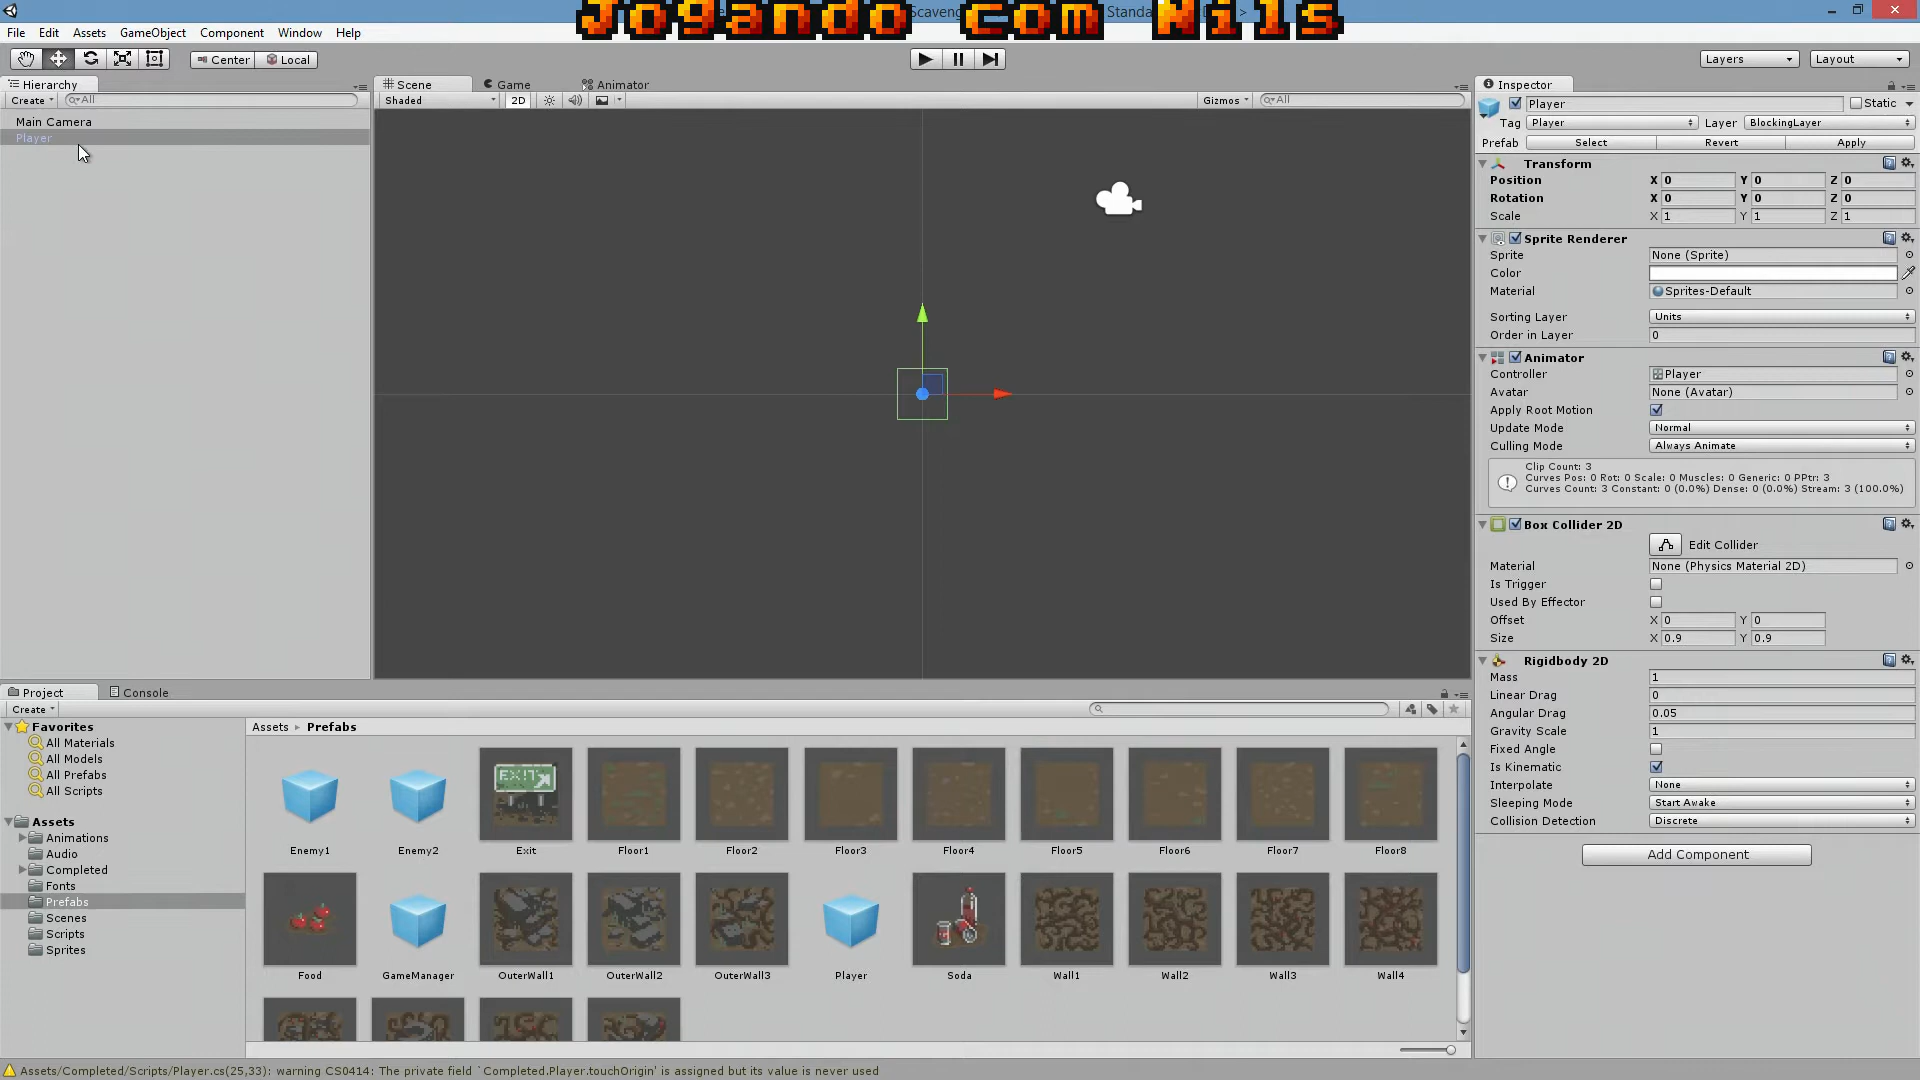 Jogando com Nils
Scaveng
Standa
>
File Edit Assets GameObject Component Window Help
Center Local
Layers Layout
Hierarchy
Create All
Main Camera
Player
Scene Game Animator
Shaded 2D Gizmos All
Inspector
Player Static
Tag Player Layer BlockingLayer
Prefab Select Revert Apply
Transform
Position X 0 Y 0 Z 0
Rotation X 0 Y 0 Z 0
Scale X 1 Y 1 Z 1
Sprite Renderer
Sprite None (Sprite)
Color
Material Sprites-Default
Sorting Layer Units
Order in Layer 0
Animator
Controller Player
Avatar None (Avatar)
Apply Root Motion
Update Mode Normal
Culling Mode Always Animate
Clip Count: 3
Curves Pos: 0 Rot: 0 Scale: 0 Muscles: 0 Generic: 0 PPtr: 3
Curves Count: 3 Constant: 0 (0.0%) Dense: 0 (0.0%) Stream: 3 (100.0%)
Box Collider 2D
Edit Collider
Material None (Physics Material 2D)
Is Trigger
Used By Effector
Offset X 0 Y 0
Size X 0.9 Y 0.9
Rigidbody 2D
Mass 1
Linear Drag 0
Angular Drag 0.05
Gravity Scale 1
Fixed Angle
Is Kinematic
Interpolate None
Sleeping Mode Start Awake
Collision Detection Discrete
Add Component
Project Console
Create
Favorites
All Materials
All Models
All Prefabs
All Scripts
Assets
Animations
Audio
Completed
Fonts
Prefabs
Scenes
Scripts
Sprites
Assets Prefabs
EXIT
Enemy1 Enemy2 Exit Floor1 Floor2 Floor3 Floor4 Floor5 Floor6 Floor7 Floor8
Food GameManager OuterWall1 OuterWall2 OuterWall3 Player Soda Wall1 Wall2 Wall3 Wall4
Assets/Completed/Scripts/Player.cs(25,33): warning CS0414: The private field `Completed.Player.touchOrigin' is assigned but its value is never used